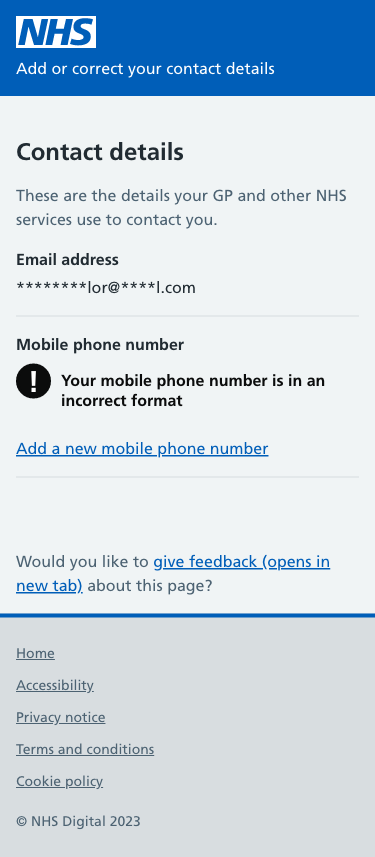 NHS
Add or correct your contact details
Contact details
These are the details your GP and other NHS
services use to contact you.
Email address
********lor@****l.com
Mobile phone number
! Your mobile phone number is in an
incorrect format
Add a new mobile phone number
Would you like to give feedback (opens in
new tab) about this page?
Home
Accessibility
Privacy notice
Terms and conditions
Cookie policy
© NHS Digital 2023